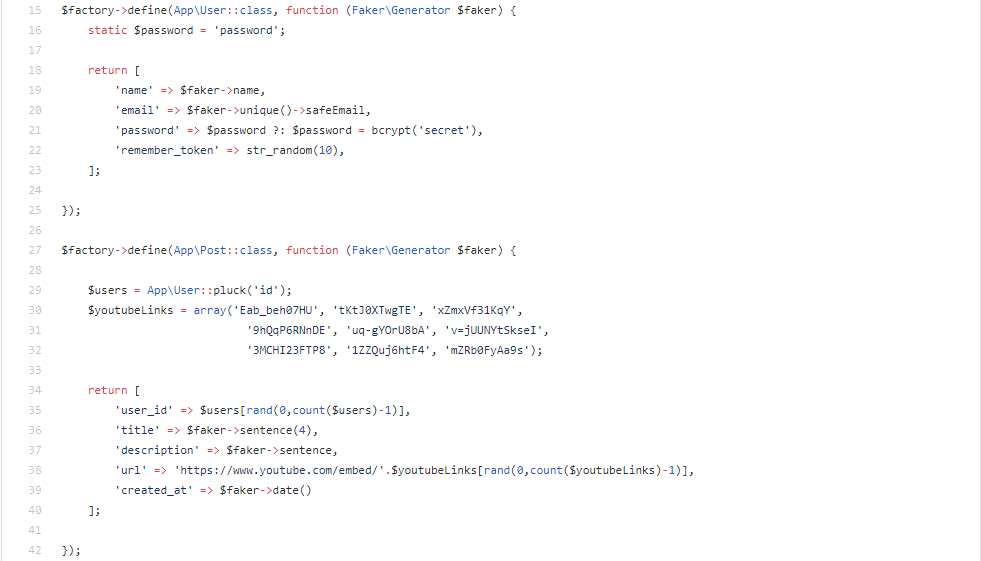 15 $factory->define(App\User::class, function (Faker\Generator $faker) {
16     static $password = 'password';
17
18     return [
19         'name' => $faker->name,
20         'email' => $faker->unique()->safeEmail,
21         'password' => $password ?: $password = bcrypt('secret'),
22         'remember_token' => str_random(10),
23     ];
24
25 });
26
27 $factory->define(App\Post::class, function (Faker\Generator $faker) {
28
29     $users = App\User::pluck('id');
30     $youtubeLinks = array('Eab_beh07HU', 'tKtJ0XTwgTE', 'xZmxVf31KqY',
31                             '9hQqP6RNnDE', 'uq-gYOrU8bA', 'v=jUUNYtSkseI',
32                             '3MCHI23FTP8', '1ZZQuj6htF4', 'mZRb0FyAa9s');
33
34     return [
35         'user_id' => $users[rand(0,count($users)-1)],
36         'title' => $faker->sentence(4),
37         'description' => $faker->sentence,
38         'url' => 'https://www.youtube.com/embed/'.$youtubeLinks[rand(0,count($youtubeLinks)-1)],
39         'created_at' => $faker->date()
40     ];
41
42 });